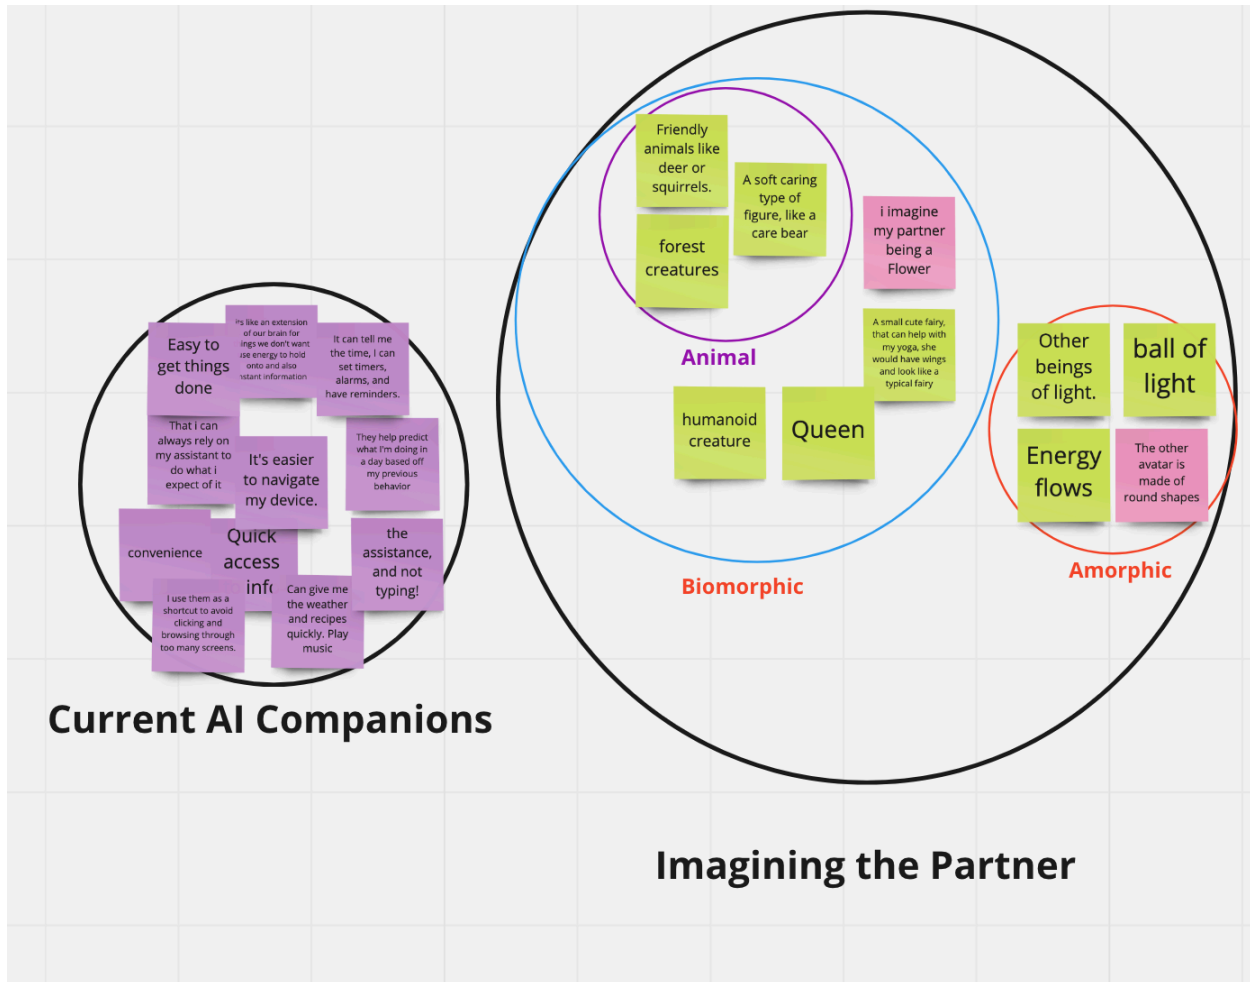 Easy to
get things
done
like an extension
of our brain for
we don't want
energy to hold
onto and also
information
It can tell me
the time, I can
set timers,
alarms, and
have reminders.
That i can
always rely on
my assistant to
do what i
expect of it
It's easier
to navigate
my device.
They help predict
what I'm doing in
a day based off
my previous
behavior
convenience
Quick
access
info
the
assistance,
and not
typing!
I use them as a
shortcut to avoid
clicking and
browsing through
too many screens.
Can give me
the weather
and recipes
quickly. Play
music
Current AI Companions
Friendly
animals like
deer or
squirrels.
A soft caring
type of
figure, like a
care bear
forest
creatures
Animal
i imagine
my partner
being a
Flower
A small cute fairy,
that can help with
my yoga, she
would have wings
and look like a
typical fairy
humanoid
creature
Queen
Biomorphic
Other
beings
of light.
ball of
light
Energy
flows
The other
avatar is
made of
round shapes
Amorphic
Imagining the Partner